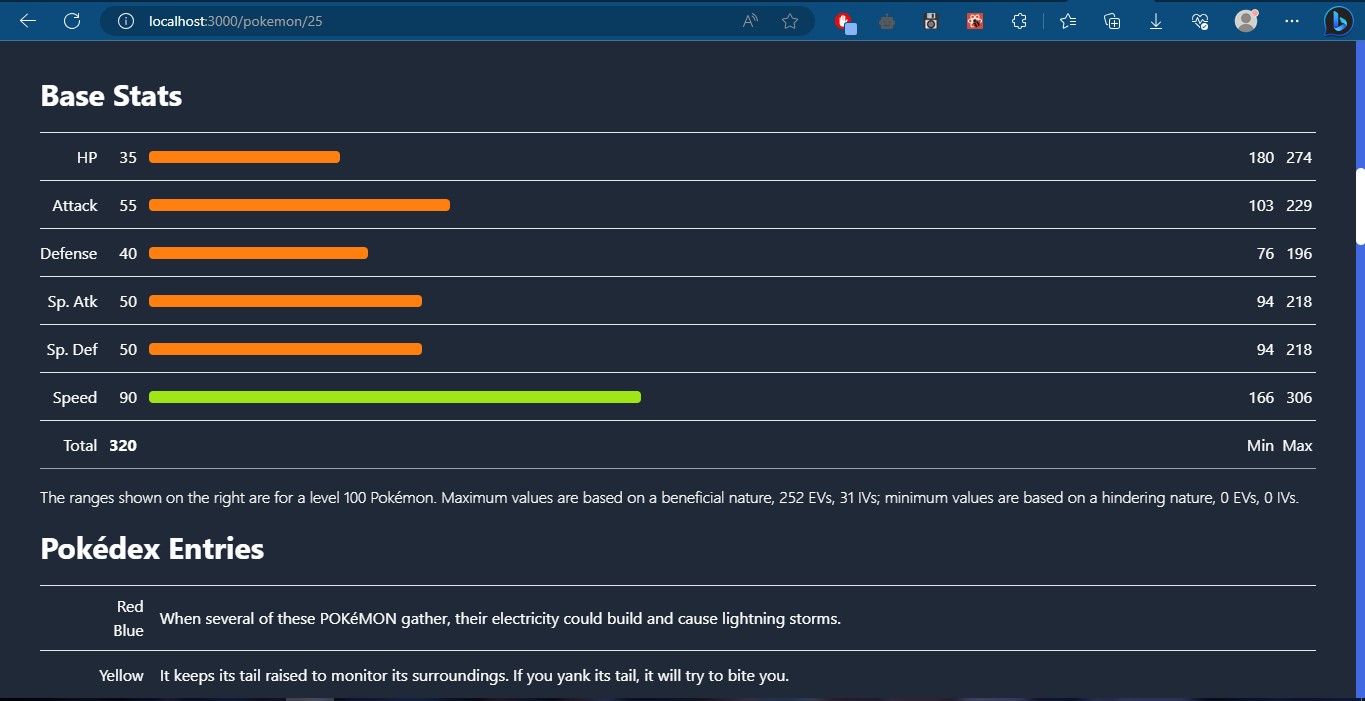 localhost:3000/pokemon/25
Base Stats
HP 35 180 274
Attack 55 103 229
Defense 40 76 196
Sp. Atk 50 94 218
Sp. Def 50 94 218
Speed 90 166 306
Total 320 Min Max
The ranges shown on the right are for a level 100 Pokémon. Maximum values are based on a beneficial nature, 252 EVs, 31 IVs; minimum values are based on a hindering nature, 0 EVs, 0 IVs.
Pokédex Entries
Red
Blue
When several of these POKéMON gather, their electricity could build and cause lightning storms.
Yellow It keeps its tail raised to monitor its surroundings. If you yank its tail, it will try to bite you.